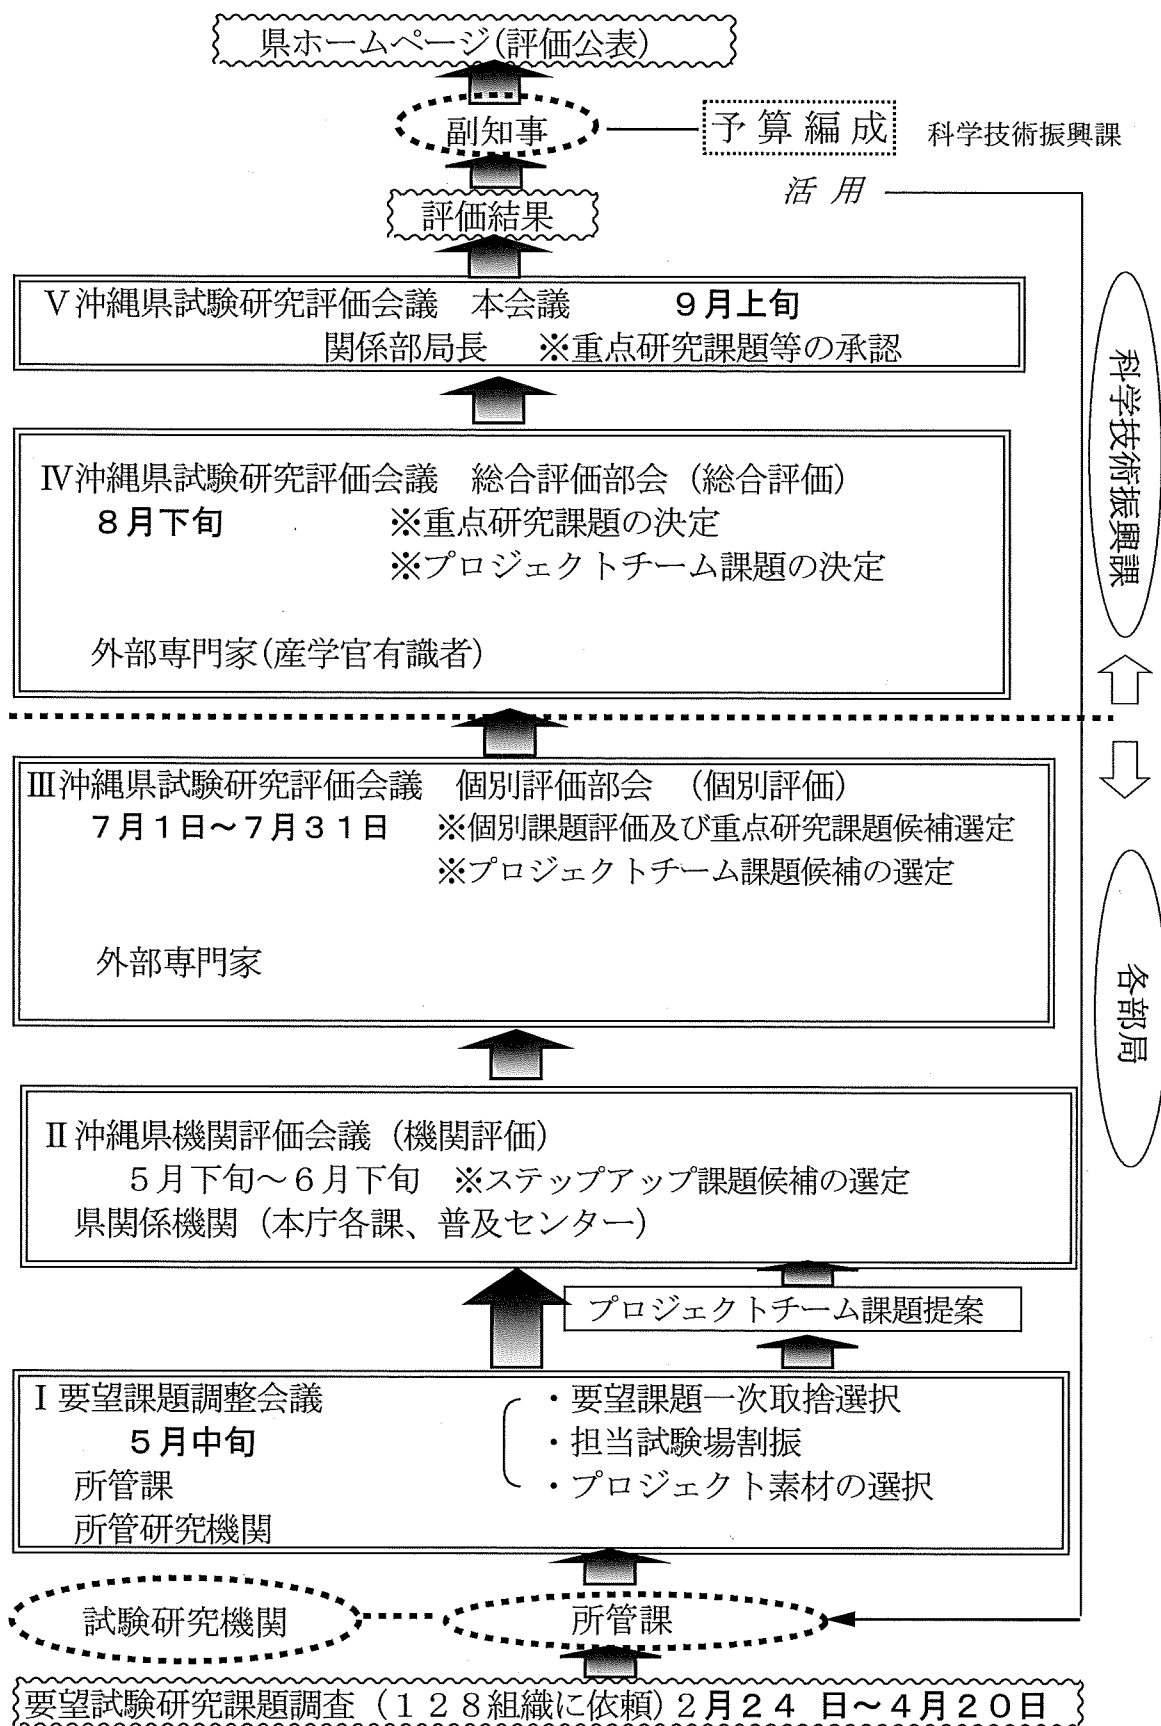 県ホームページ(評価公表)
副知事
予算編成
科学技術振興課
活用
評価結果
Ⅴ沖縄県試験研究評価会議 本会議 9月上旬
関係部局長 ※重点研究課題等の承認
Ⅳ沖縄県試験研究評価会議 総合評価部会（総合評価）
8月下旬 ※重点研究課題の決定
※プロジェクトチーム課題の決定
外部専門家(産学官有識者)
科学技術振興課
Ⅲ沖縄県試験研究評価会議 個別評価部会 （個別評価）
7月1日～7月31日 ※個別課題評価及び重点研究課題候補選定
※プロジェクトチーム課題候補の選定
外部専門家
各部局
Ⅱ沖縄県機関評価会議（機関評価）
5月下旬～6月下旬 ※ステップアップ課題候補の選定
県関係機関（本庁各課、普及センター）
プロジェクトチーム課題提案
Ⅰ要望課題調整会議 ・要望課題一次取捨選択
5月中旬 ・担当試験場割振
所管課 ・プロジェクト素材の選択
所管研究機関
試験研究機関
所管課
要望試験研究課題調査（128組織に依頼）2月24 日～4月20日